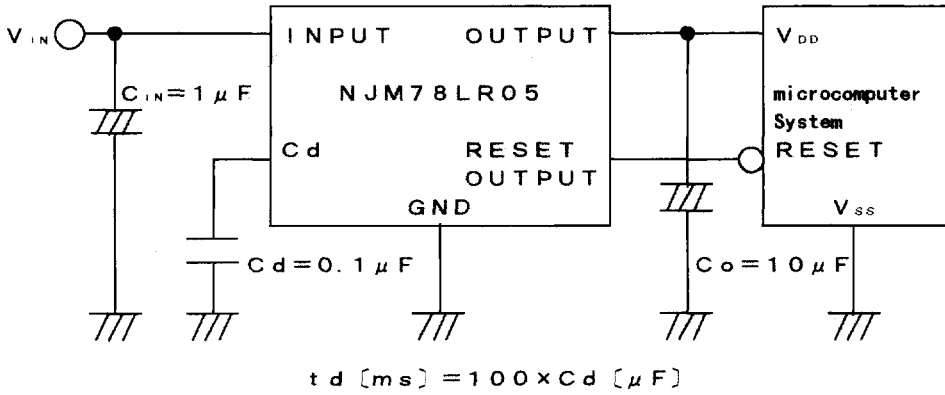 VIN
INPUT
OUTPUT
VDD
CIN=1μF
NJM78LR05
microcomputer
System
Cd
RESET
OUTPUT
RESET
GND
VSS
Cd=0.1μF
Co=10μF
td[ms]=100×Cd[μF]